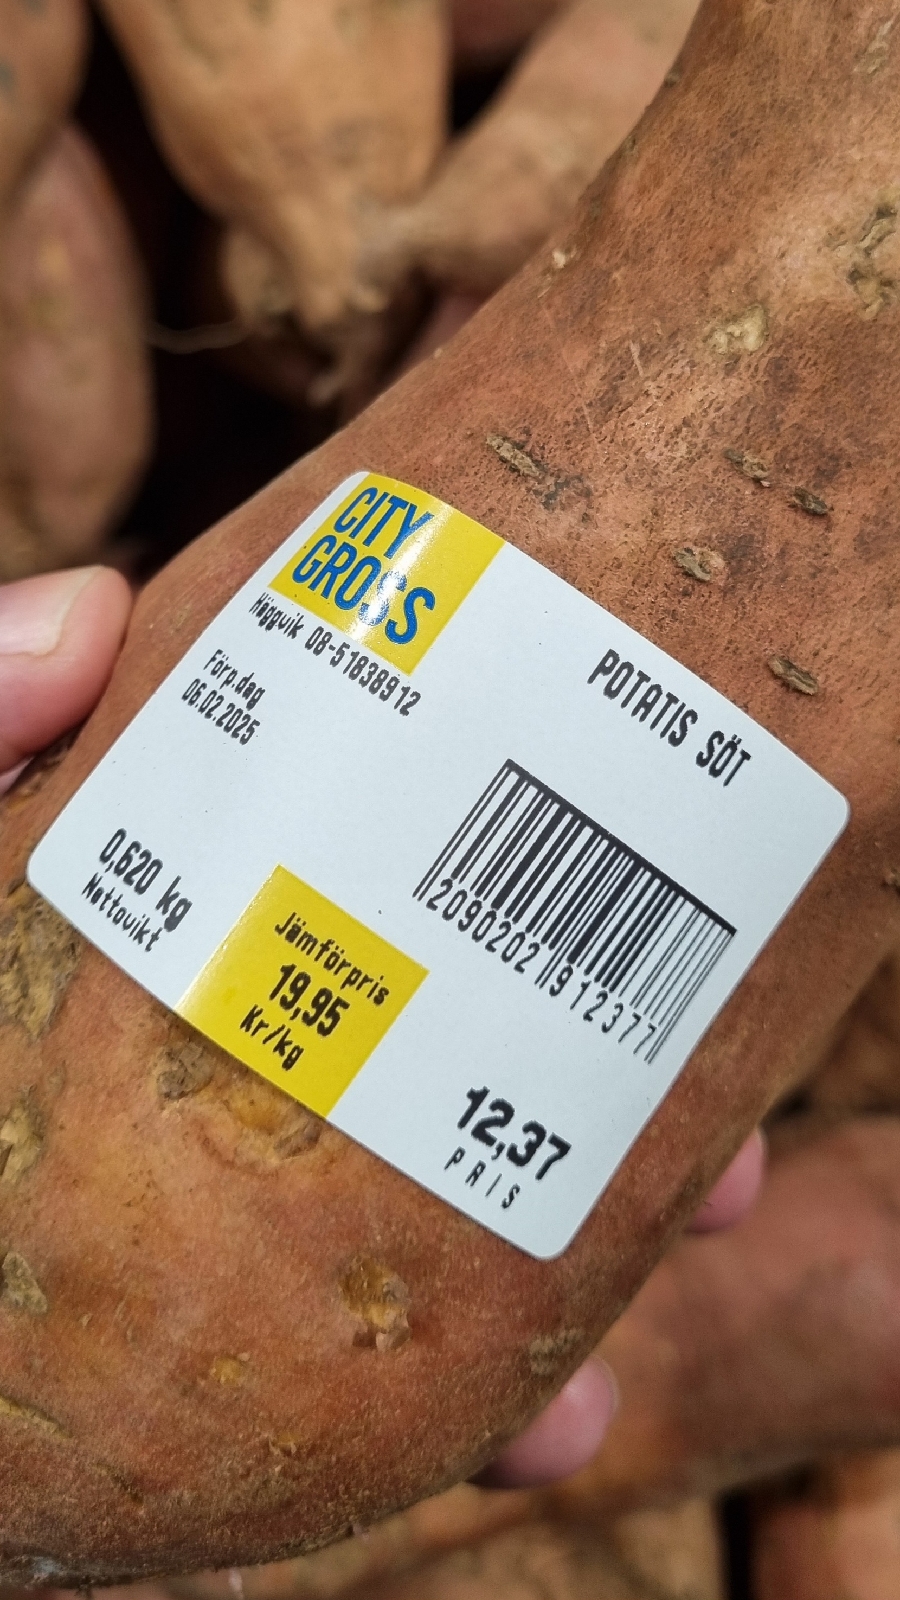 CITY
GROSS
Häggvik 08-51838912
Förp.dag
06.02.2025
POTATIS SÖT
2090202 912377
0,620 kg
Nettovikt
Jämförpris
19,95
Kr/kg
12,37
PRIS